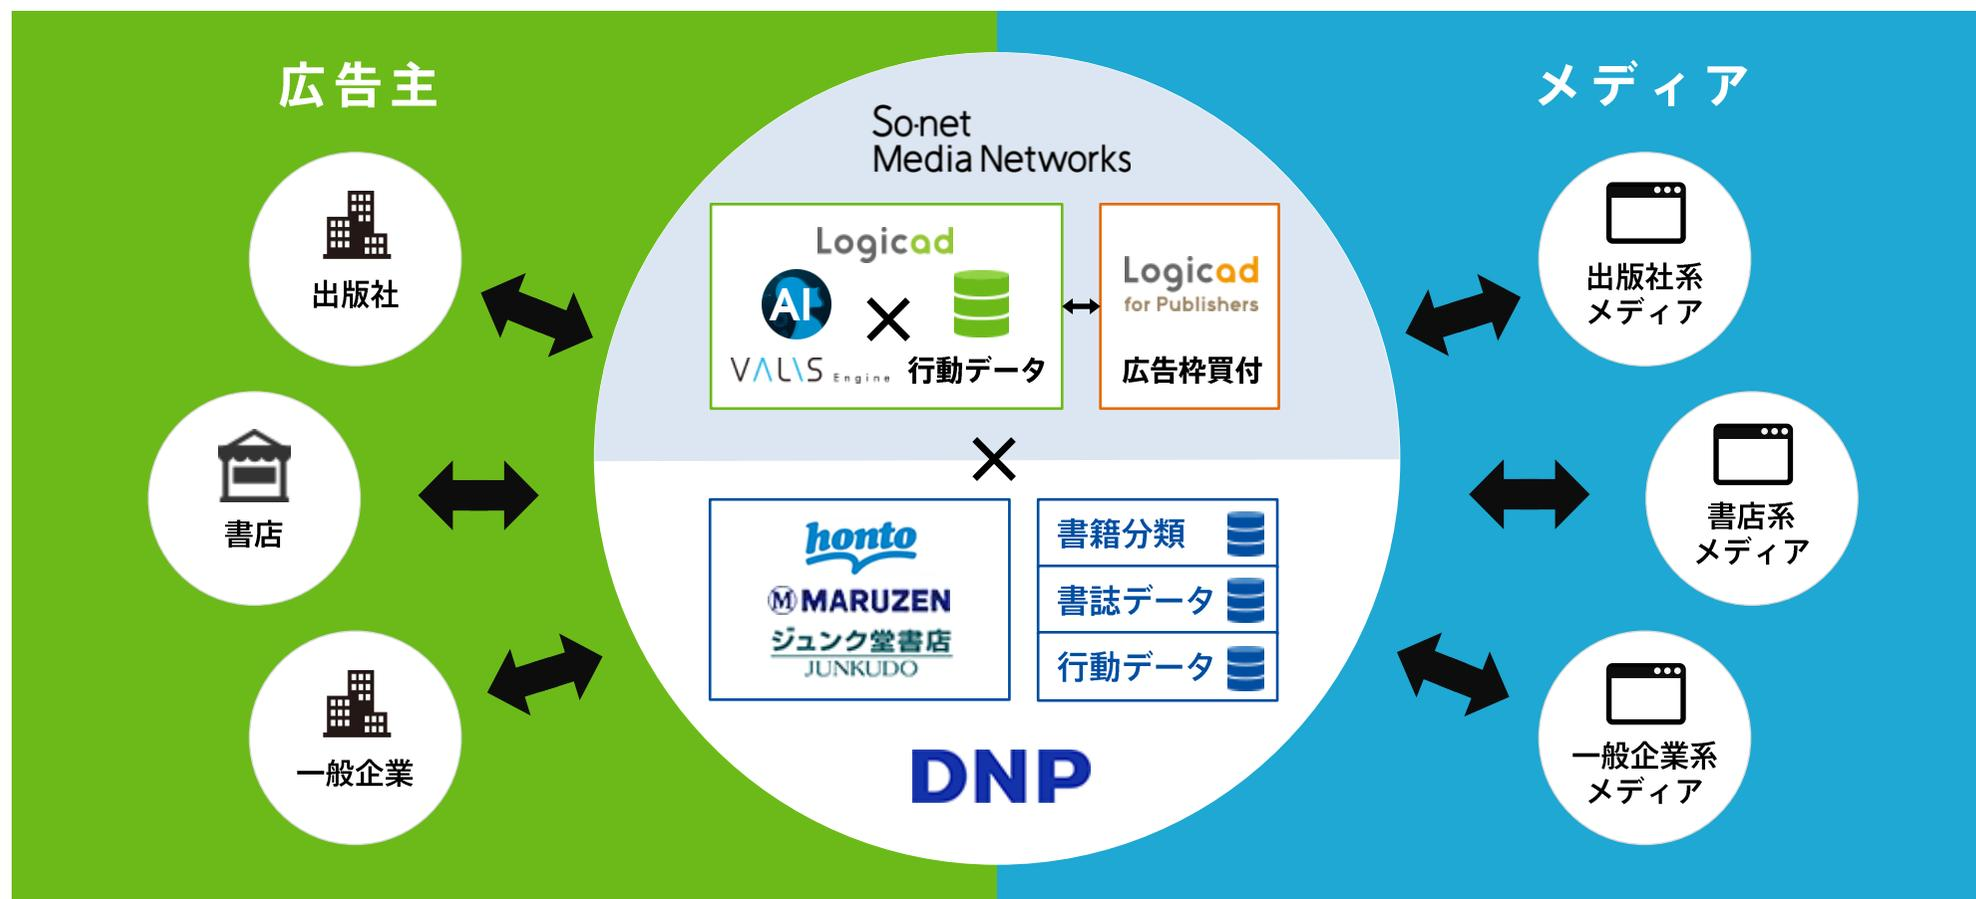 広告主
メディア
So-net
Media Networks
出版社
書店
一般企業
Logicad
AI
VALIS Engine
行動データ
Logicad
for Publishers
広告枠買付
honto
M MARUZEN
ジュンク堂書店
JUNKUDO
書籍分類
書誌データ
行動データ
DNP
出版社系
メディア
書店系
メディア
一般企業系
メディア